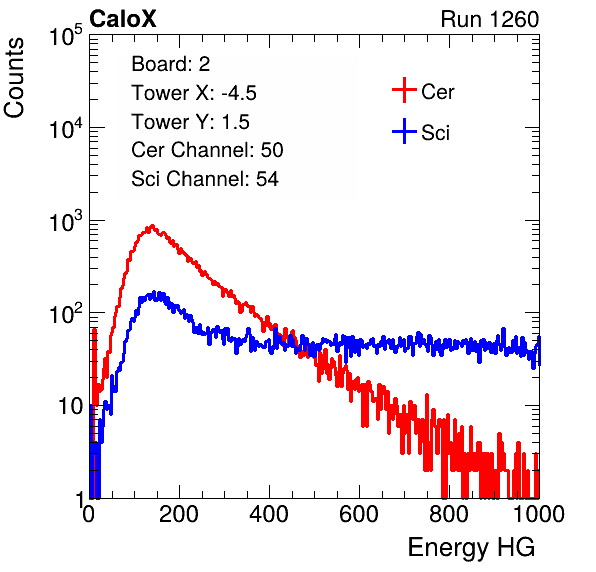 CaloX Run 1260
Counts
Board: 2
Tower X: -4.5
Tower Y: 1.5
Cer Channel: 50
Sci Channel: 54
Cer
Sci
10^5
10^4
10^3
10^2
10
1
0 200 400 600 800 1000
Energy HG